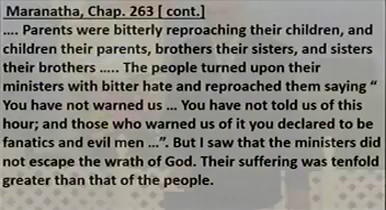 Maranatha, Chap. 263 [ cont.]
…. Parents were bitterly reproaching their children, and
children their parents, brothers their sisters, and sisters
their brothers ….. The people turned upon their
ministers with bitter hate and reproached them saying “
You have not warned us … You have not told us of this
hour; and those who warned us of it you declared to be
fanatics and evil men …”. But I saw that the ministers did
not escape the wrath of God. Their suffering was tenfold
greater than that of the people.